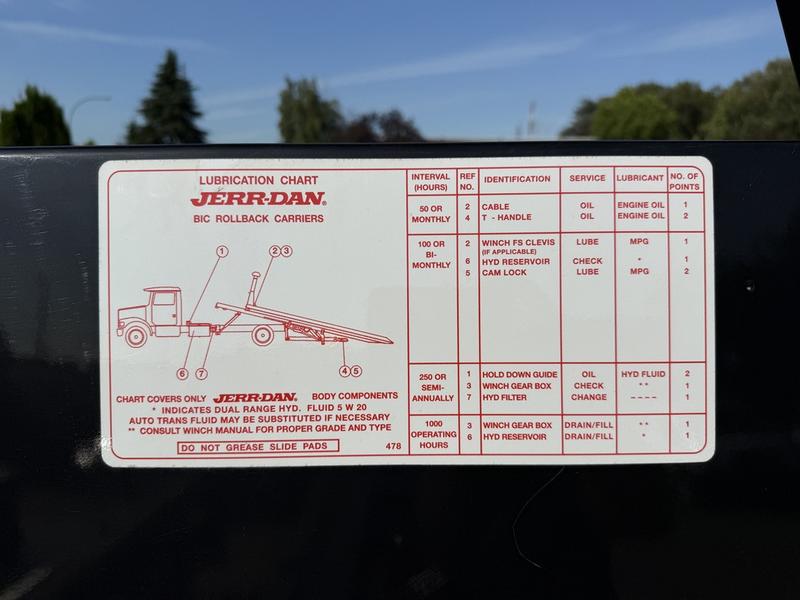 LUBRICATION CHART
JERR-DAN®
BIC ROLLBACK CARRIERS
1
2 3
6
7
4 5
CHART COVERS ONLY JERR-DAN® BODY COMPONENTS
* INDICATES DUAL RANGE HYD. FLUID 5 W 20
AUTO TRANS FLUID MAY BE SUBSTITUTED IF NECESSARY
** CONSULT WINCH MANUAL FOR PROPER GRADE AND TYPE
DO NOT GREASE SLIDE PADS 478
INTERVAL (HOURS) REF NO. IDENTIFICATION SERVICE LUBRICANT NO. OF POINTS
50 OR MONTHLY 2 CABLE OIL ENGINE OIL 1
4 T - HANDLE OIL ENGINE OIL 2
100 OR BI-MONTHLY 2 WINCH FS CLEVIS LUBE MPG 1
(IF APPLICABLE)
6 HYD RESERVOIR CHECK * 1
5 CAM LOCK LUBE MPG 2
250 OR SEMI-ANNUALLY 1 HOLD DOWN GUIDE OIL HYD FLUID 2
3 WINCH GEAR BOX CHECK ** 1
7 HYD FILTER CHANGE ---- 1
1000 OPERATING HOURS 3 WINCH GEAR BOX DRAIN/FILL ** 1
6 HYD RESERVOIR DRAIN/FILL * 1